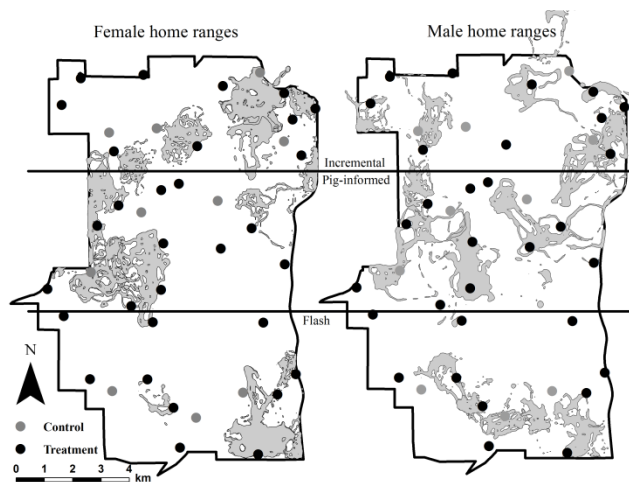 Female home ranges
Male home ranges
Incremental
Pig-informed
Flash
N
Control
Treatment
0 1 2 3 4
km